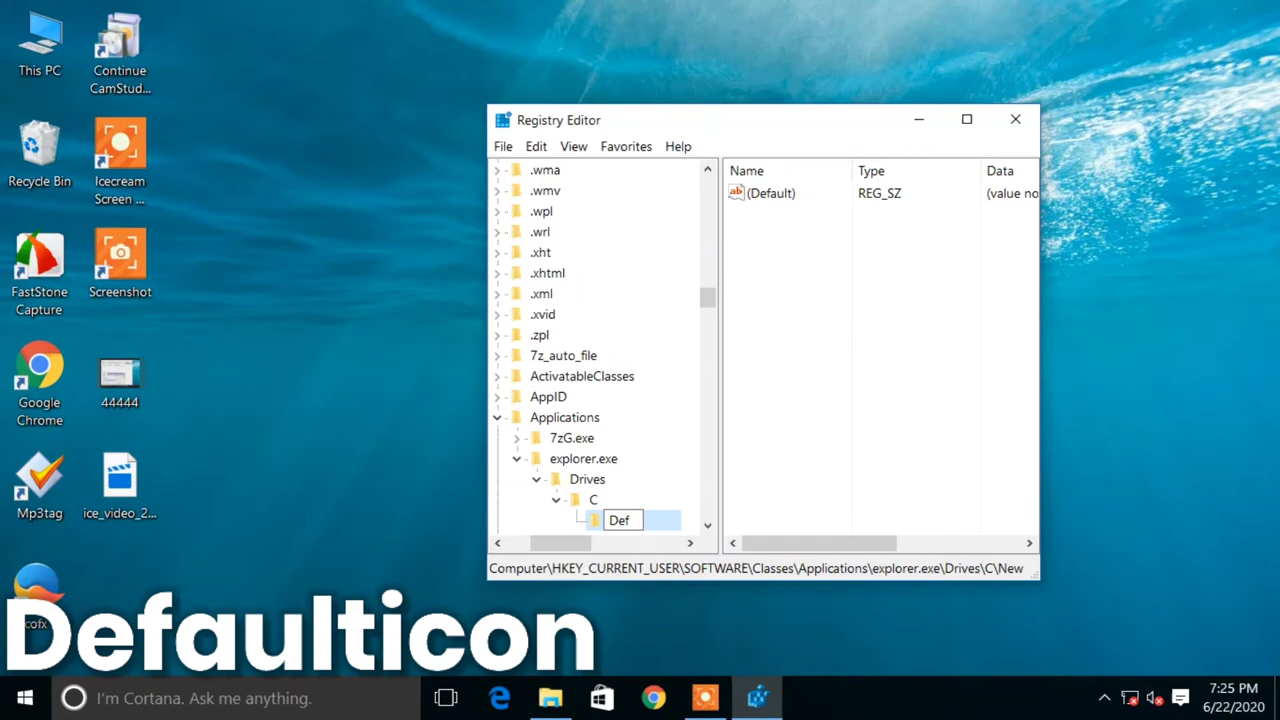 This PC
Continue
CamStud...
Recycle Bin
Icecream
Screen ...
FastStone
Capture
Screenshot
Google
Chrome
44444
Mp3tag
ice_video_2...
cofx
Registry Editor
File Edit View Favorites Help
.wma
.wmv
.wpl
.wrl
.xht
.xhtml
.xml
.xvid
.zpl
7z_auto_file
ActivatableClasses
AppID
Applications
7zG.exe
explorer.exe
Drives
C
Def
Name Type Data
ab (Default) REG_SZ (value no
Computer\HKEY_CURRENT_USER\SOFTWARE\Classes\Applications\explorer.exe\Drives\C\New
Defaulticon
I'm Cortana. Ask me anything.
7:25 PM
6/22/2020